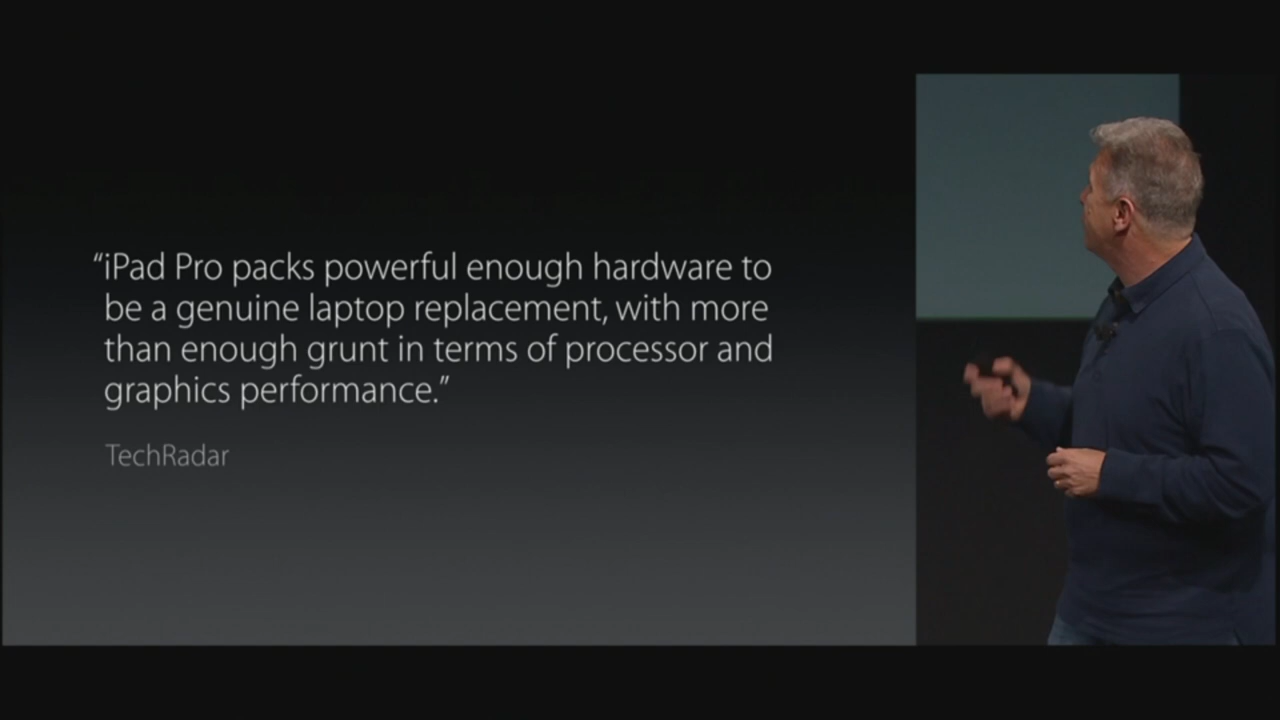 “iPad Pro packs powerful enough hardware to
be a genuine laptop replacement, with more
than enough grunt in terms of processor and
graphics performance.”
TechRadar